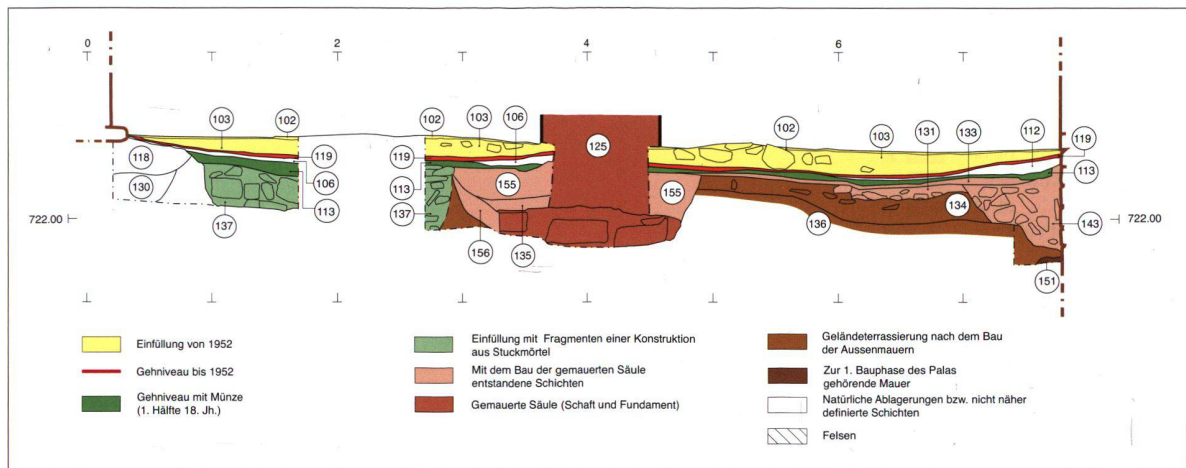 0 2 4 6
103 102 102 103 106 125 102 103 131 133 112 119
118 119 119 155 155 113
130 106 113 134
722.00 137 113 137 156 135 136 143 722.00
151
Einfüllung von 1952
Gehniveau bis 1952
Gehniveau mit Münze
(1. Hälfte 18. Jh.)
Einfüllung mit Fragmenten einer Konstruktion
aus Stuckmörtel
Mit dem Bau der gemauerten Säule
entstandene Schichten
Gemauerte Säule (Schaft und Fundament)
Geländeterrassierung nach dem Bau
der Aussenmauern
Zur 1. Bauphase des Palas
gehörende Mauer
Natürliche Ablagerungen bzw. nicht näher
definierte Schichten
Felsen